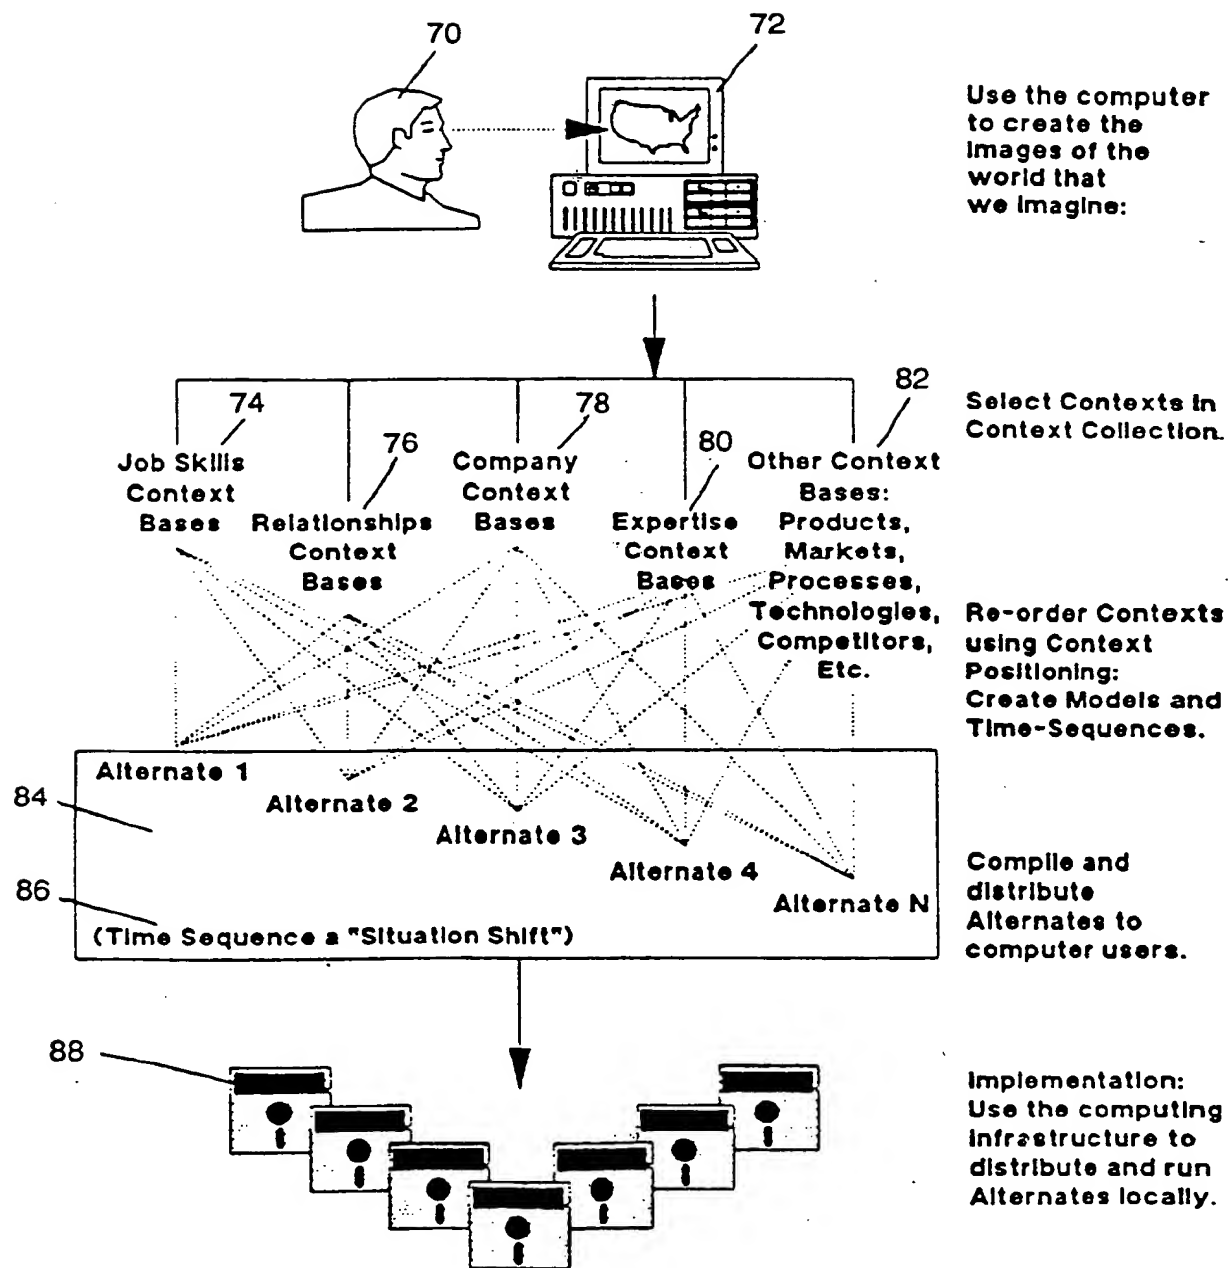 70
72
Use the computer
to create the
images of the
world that
we imagine:
74
76
78
80
82
Select Contexts in
Context Collection.
Job Skills
Context
Bases
Relationships
Context
Bases
Company
Context
Bases
Expertise
Context
Bases
Other Context
Bases:
Products,
Markets,
Processes,
Technologies,
Competitors,
Etc.
Re-order Contexts
using Context
Positioning:
Create Models and
Time-Sequences.
84
Alternate 1
Alternate 2
Alternate 3
Alternate 4
Alternate N
86
(Time Sequence a "Situation Shift")
Compile and
distribute
Alternates to
computer users.
88
Implementation:
Use the computing
infrastructure to
distribute and run
Alternates locally.